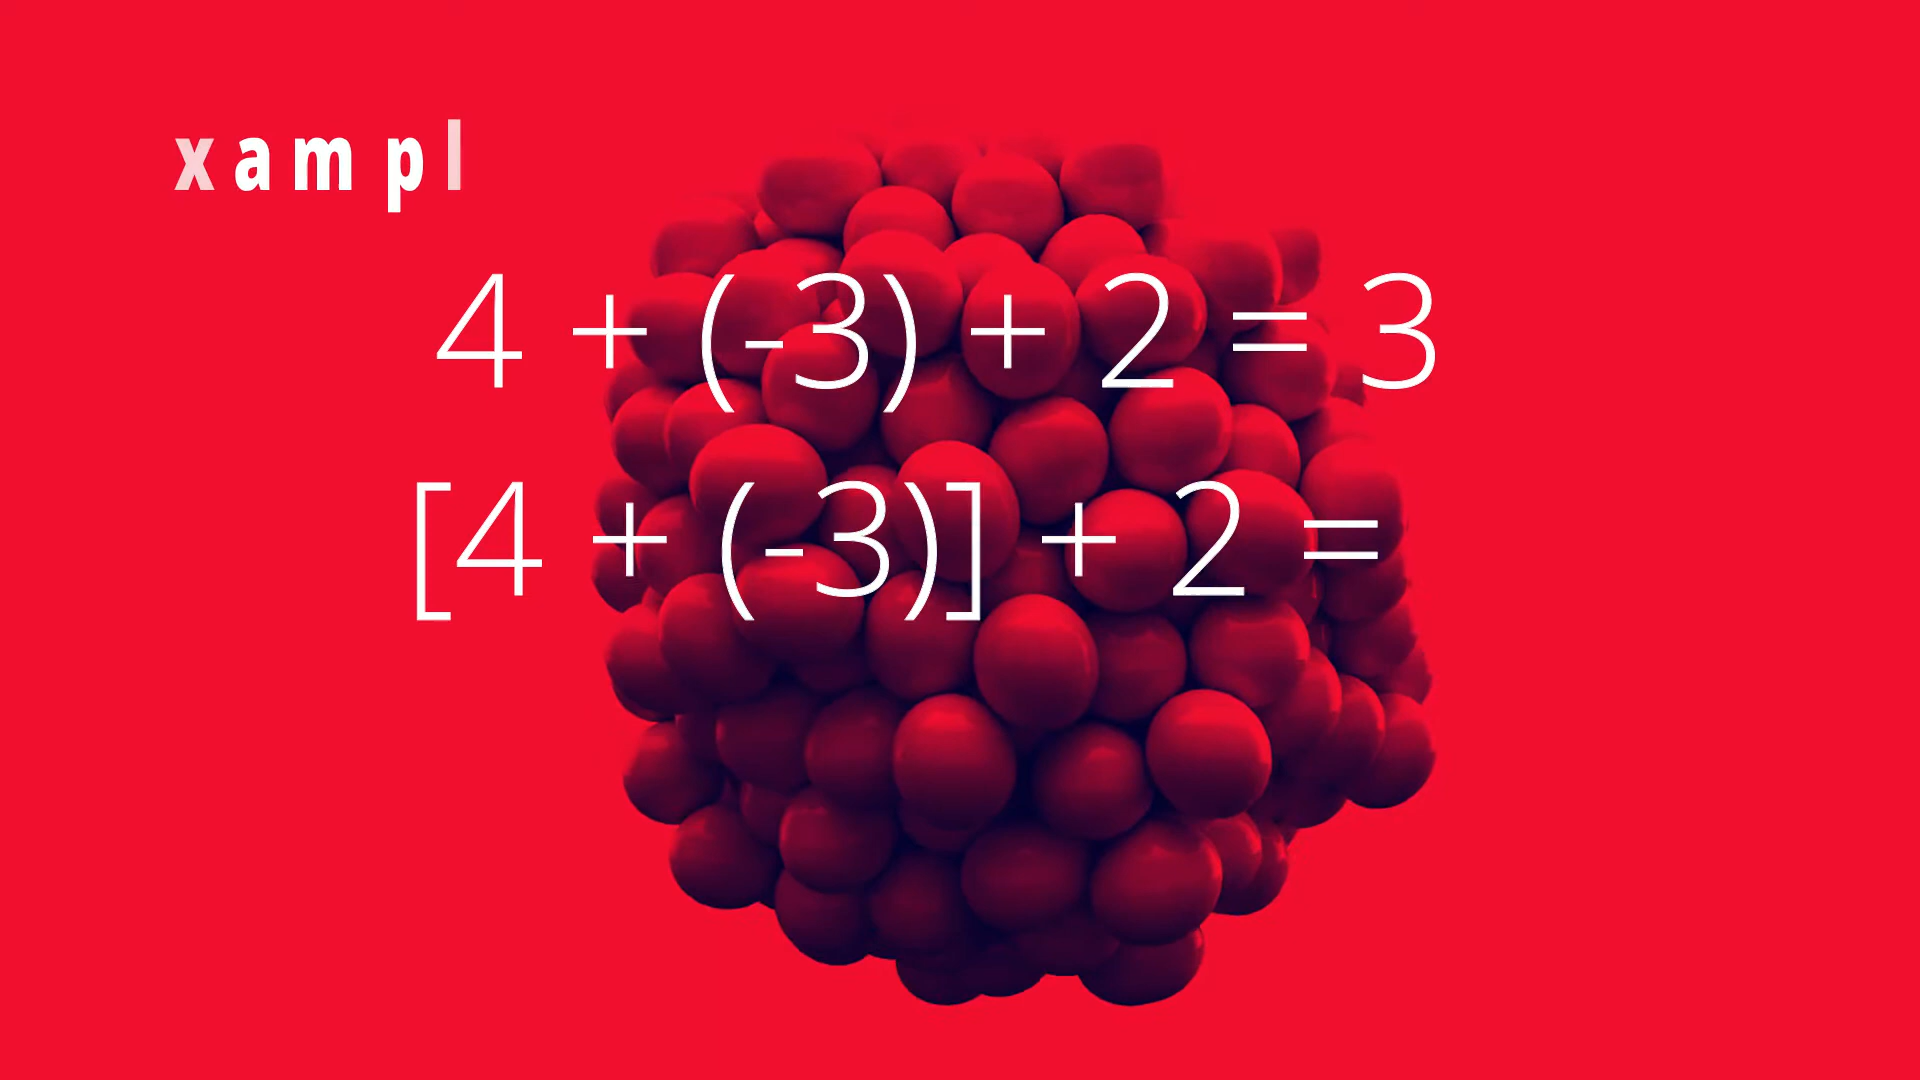 xampl
4 + (-3) + 2 = 3
[4 + (-3)] + 2 =